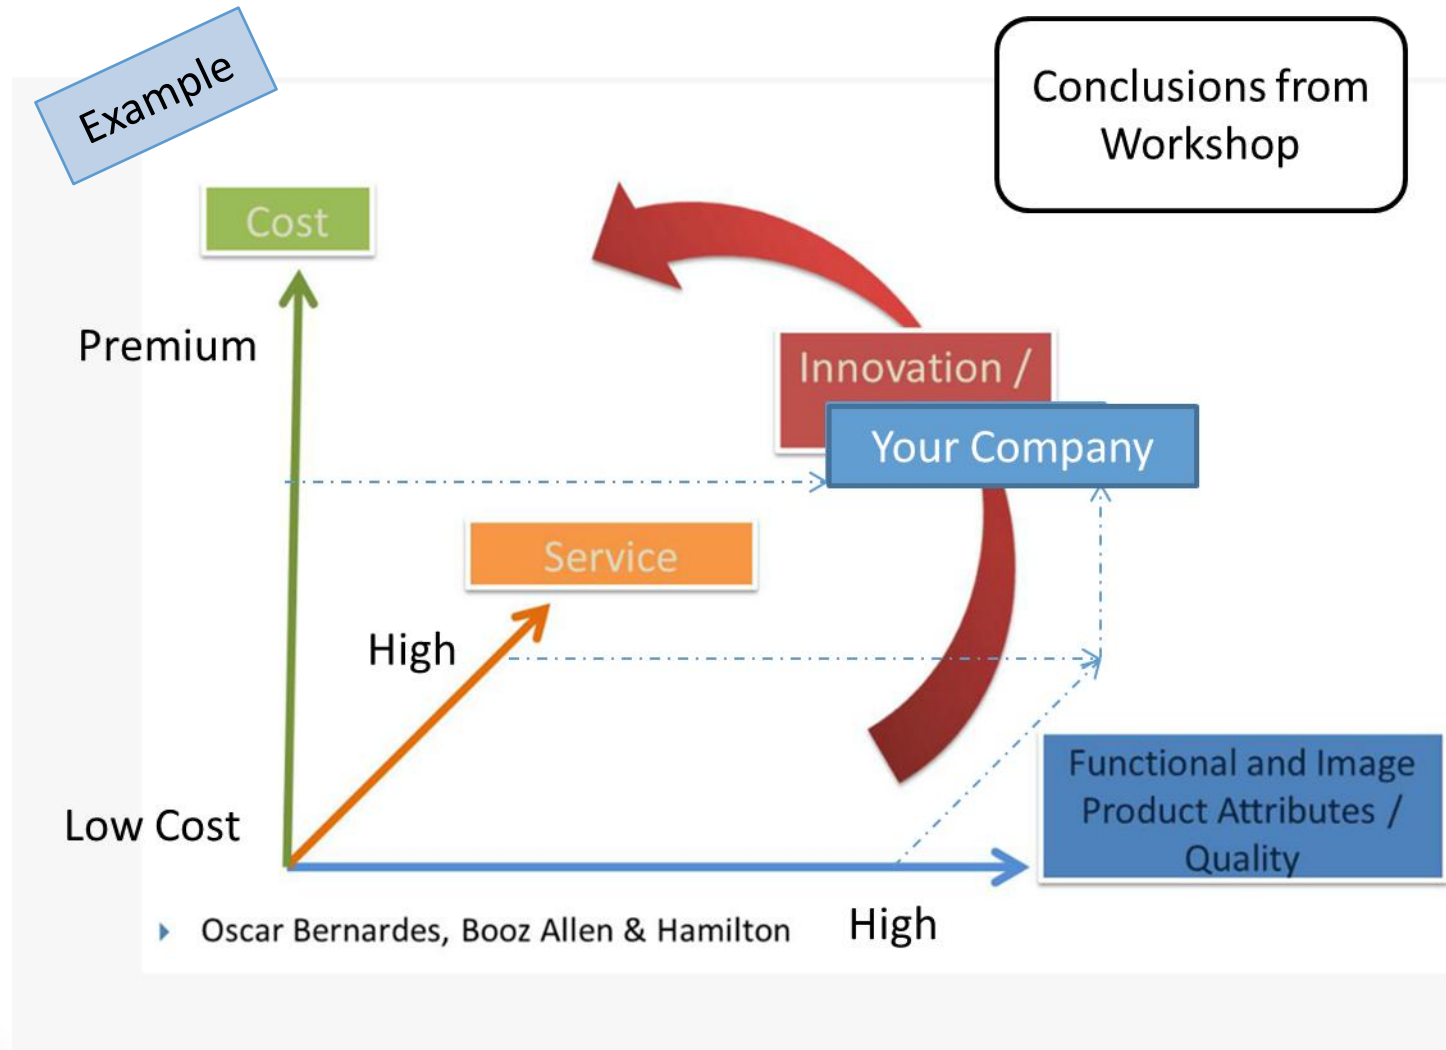 Example
Conclusions from
Workshop
Cost
Premium
Innovation /
Your Company
Service
High
Functional and Image
Product Attributes /
Quality
Low Cost
Oscar Bernardes, Booz Allen & Hamilton
High